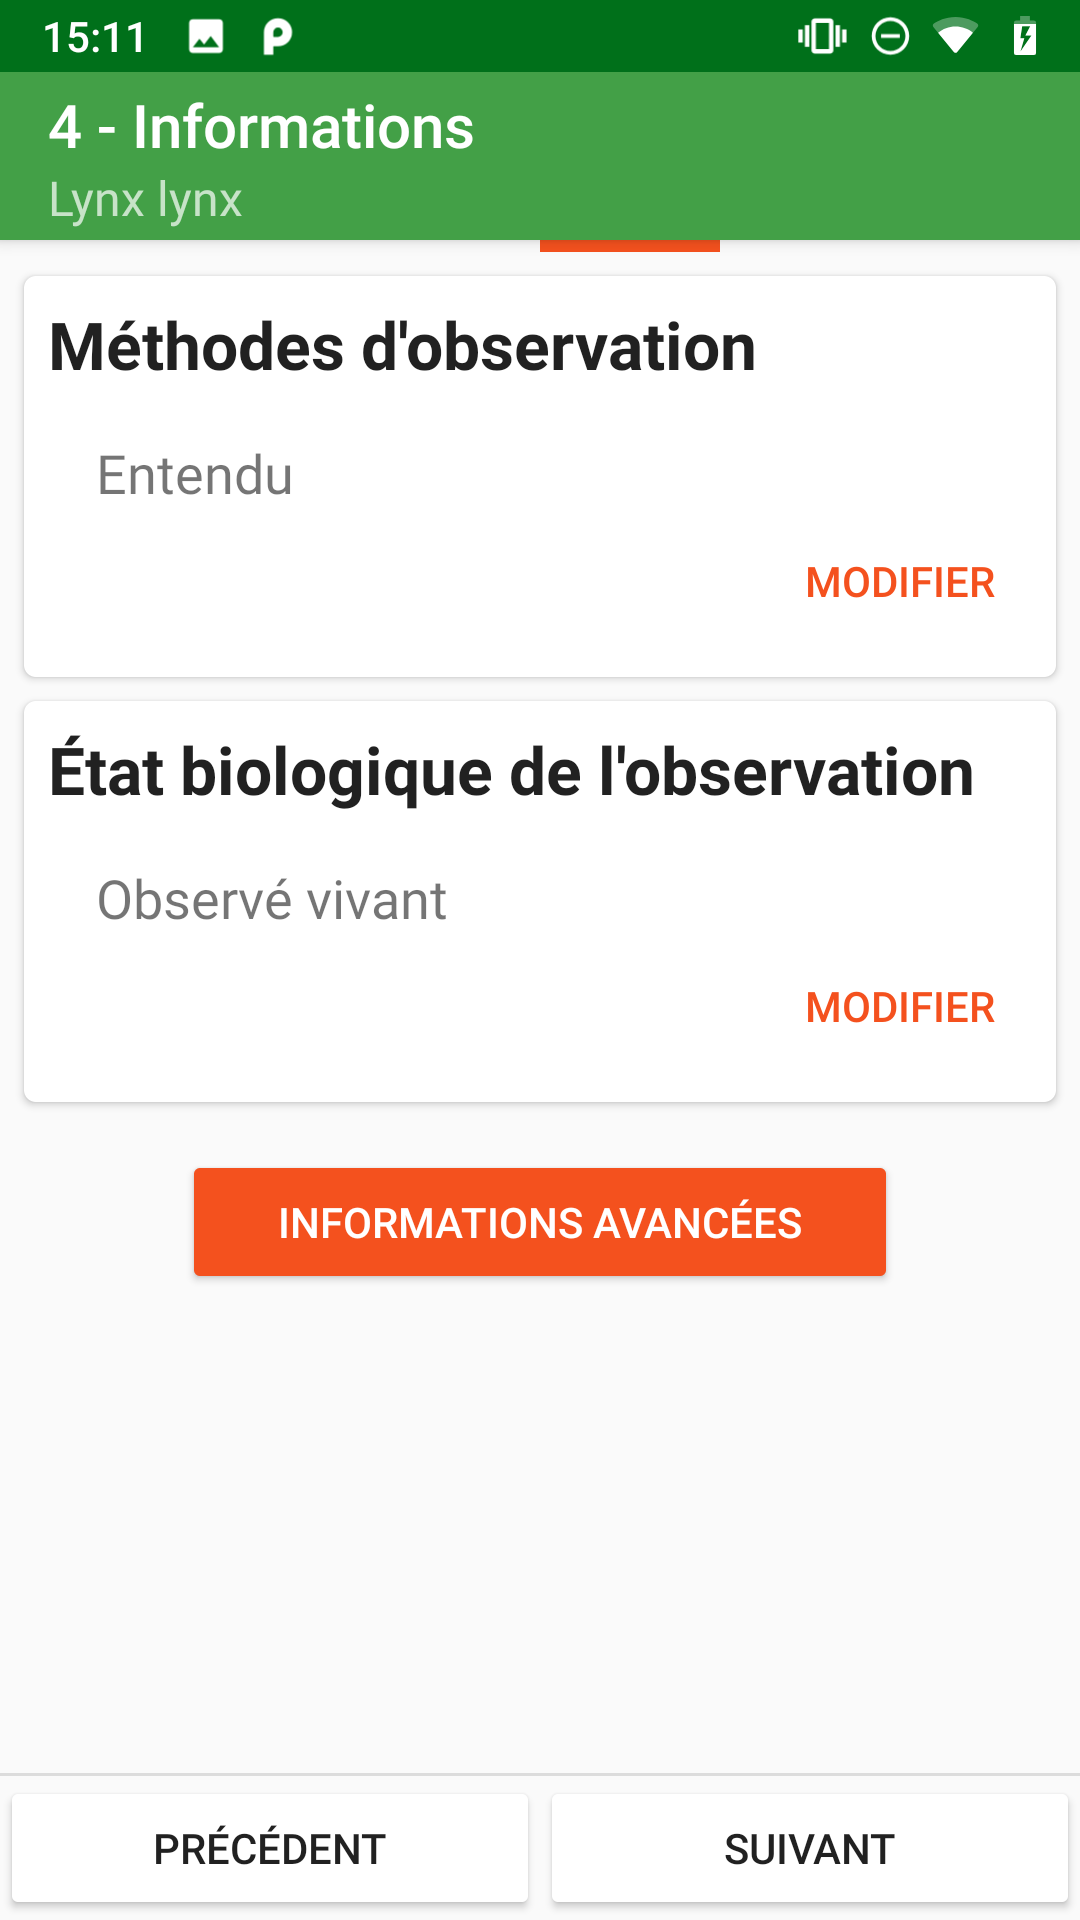 15:11
4 - Informations
Lynx lynx
Méthodes d'observation
Entendu
MODIFIER
État biologique de l'observation
Observé vivant
MODIFIER
INFORMATIONS AVANCÉES
PRÉCÉDENT
SUIVANT